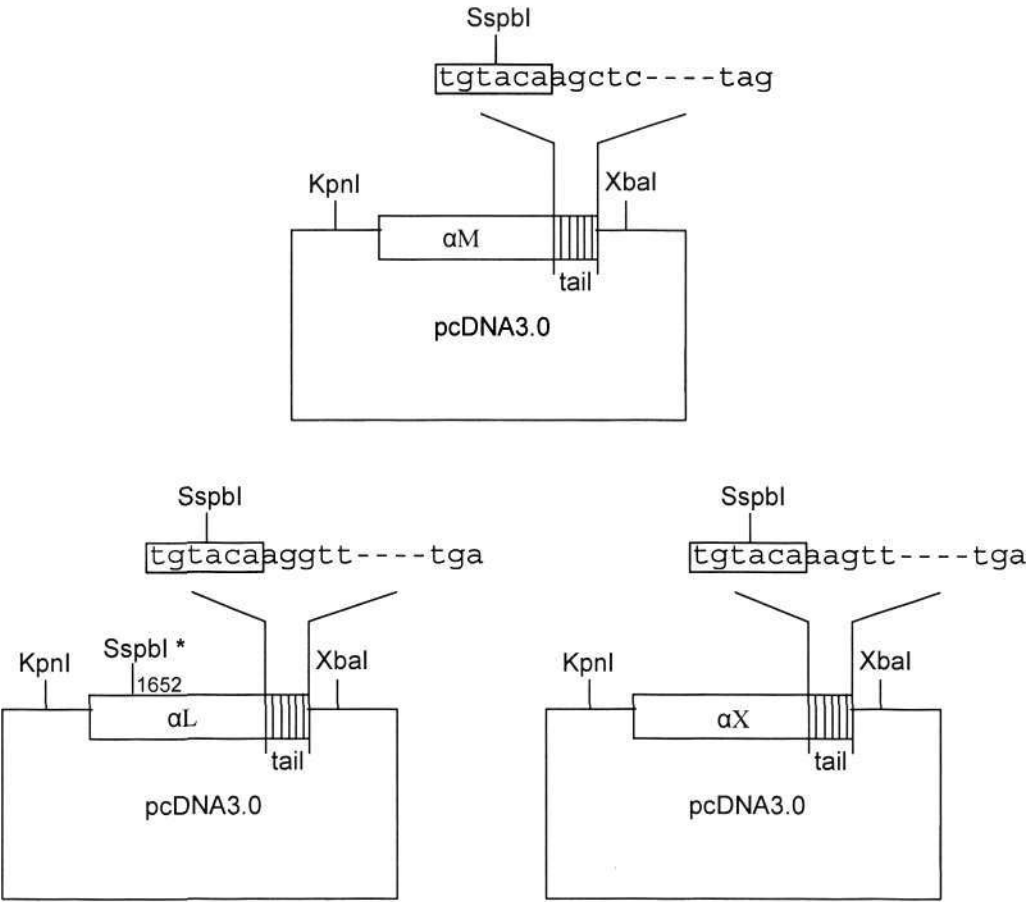 SspbI
tgtacaagctc----tag
KpnI
XbaI
αM
tail
pcDNA3.0
SspbI
tgtacaaggtt----tga
SspbI *
KpnI
1652
XbaI
αL
tail
pcDNA3.0
SspbI
tgtacaaagtt----tga
KpnI
XbaI
αX
tail
pcDNA3.0